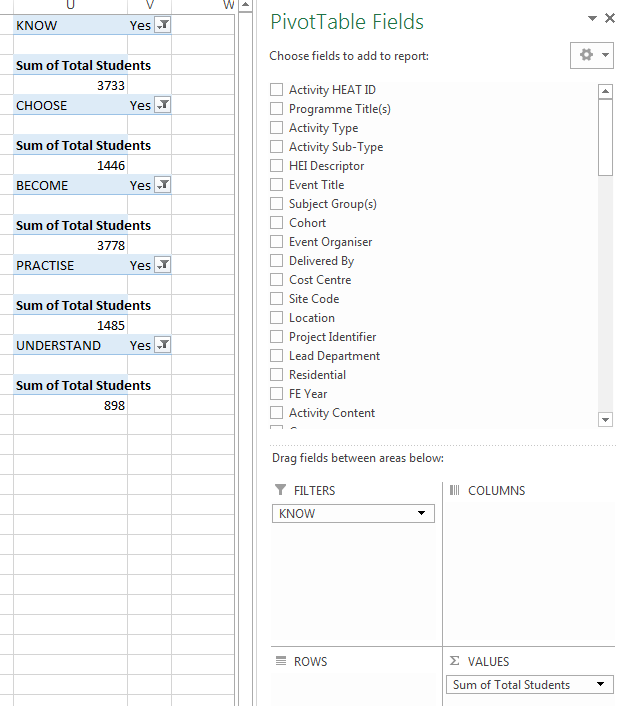 U V W
KNOW Yes
Sum of Total Students
3733
CHOOSE Yes
Sum of Total Students
1446
BECOME Yes
Sum of Total Students
3778
PRACTISE Yes
Sum of Total Students
1485
UNDERSTAND Yes
Sum of Total Students
898
PivotTable Fields
Choose fields to add to report:
Activity HEAT ID
Programme Title(s)
Activity Type
Activity Sub-Type
HEI Descriptor
Event Title
Subject Group(s)
Cohort
Event Organiser
Delivered By
Cost Centre
Site Code
Location
Project Identifier
Lead Department
Residential
FE Year
Activity Content
Drag fields between areas below:
FILTERS
KNOW
COLUMNS
ROWS
Σ VALUES
Sum of Total Students